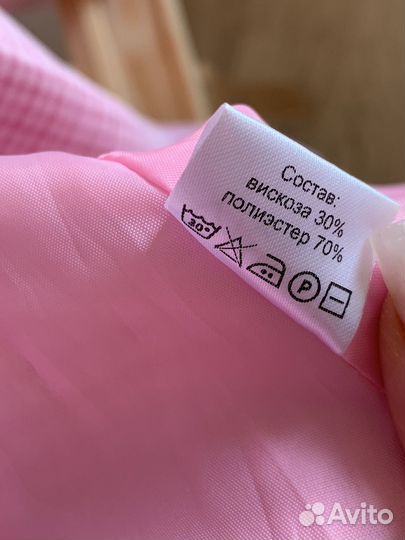 Состав:
вискоза 30%
полиэстер 70%
30°
P
Avito